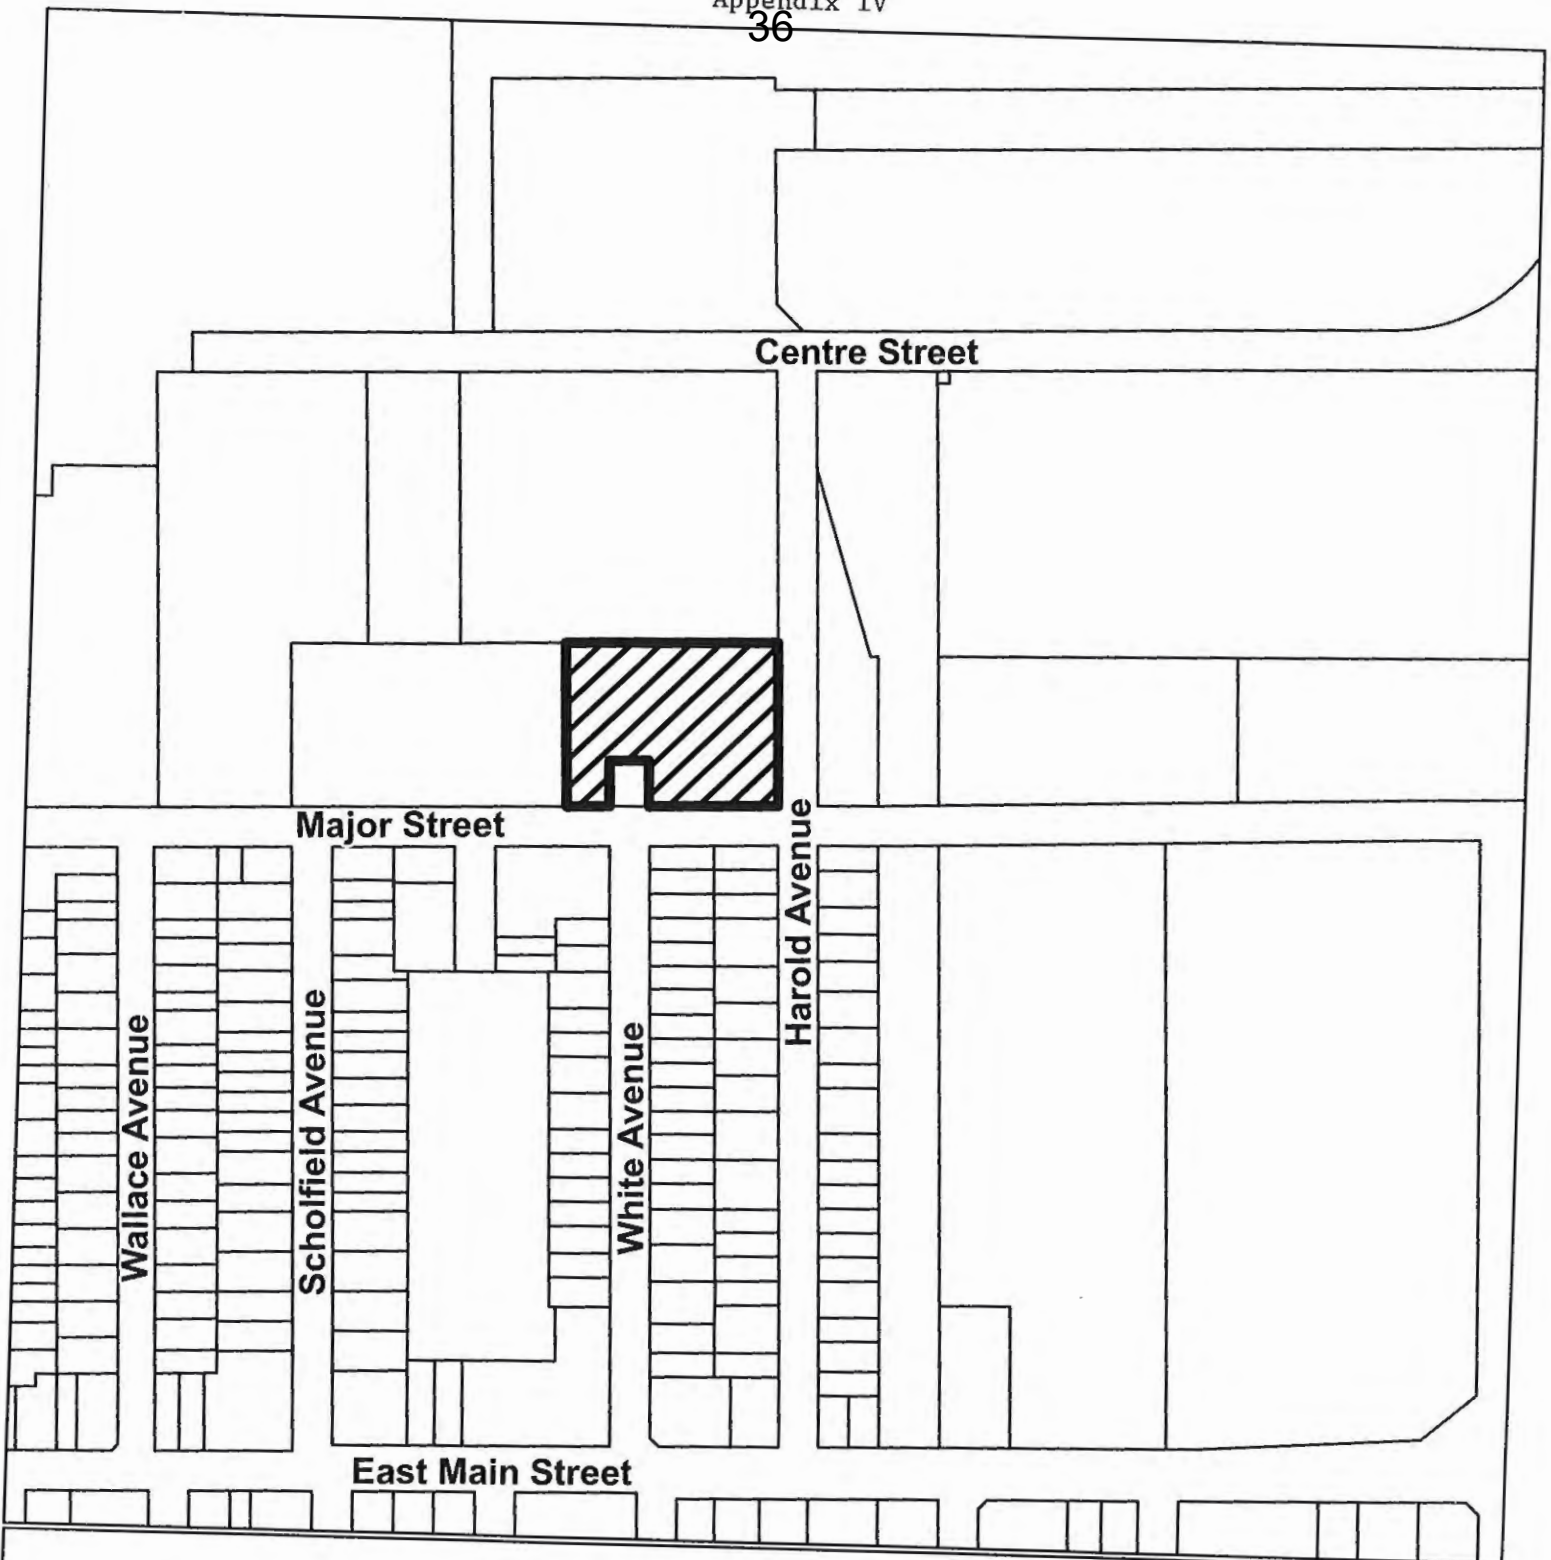 Appendix IV
36
Centre Street
Major Street
Harold Avenue
Wallace Avenue
Scholfield Avenue
White Avenue
East Main Street